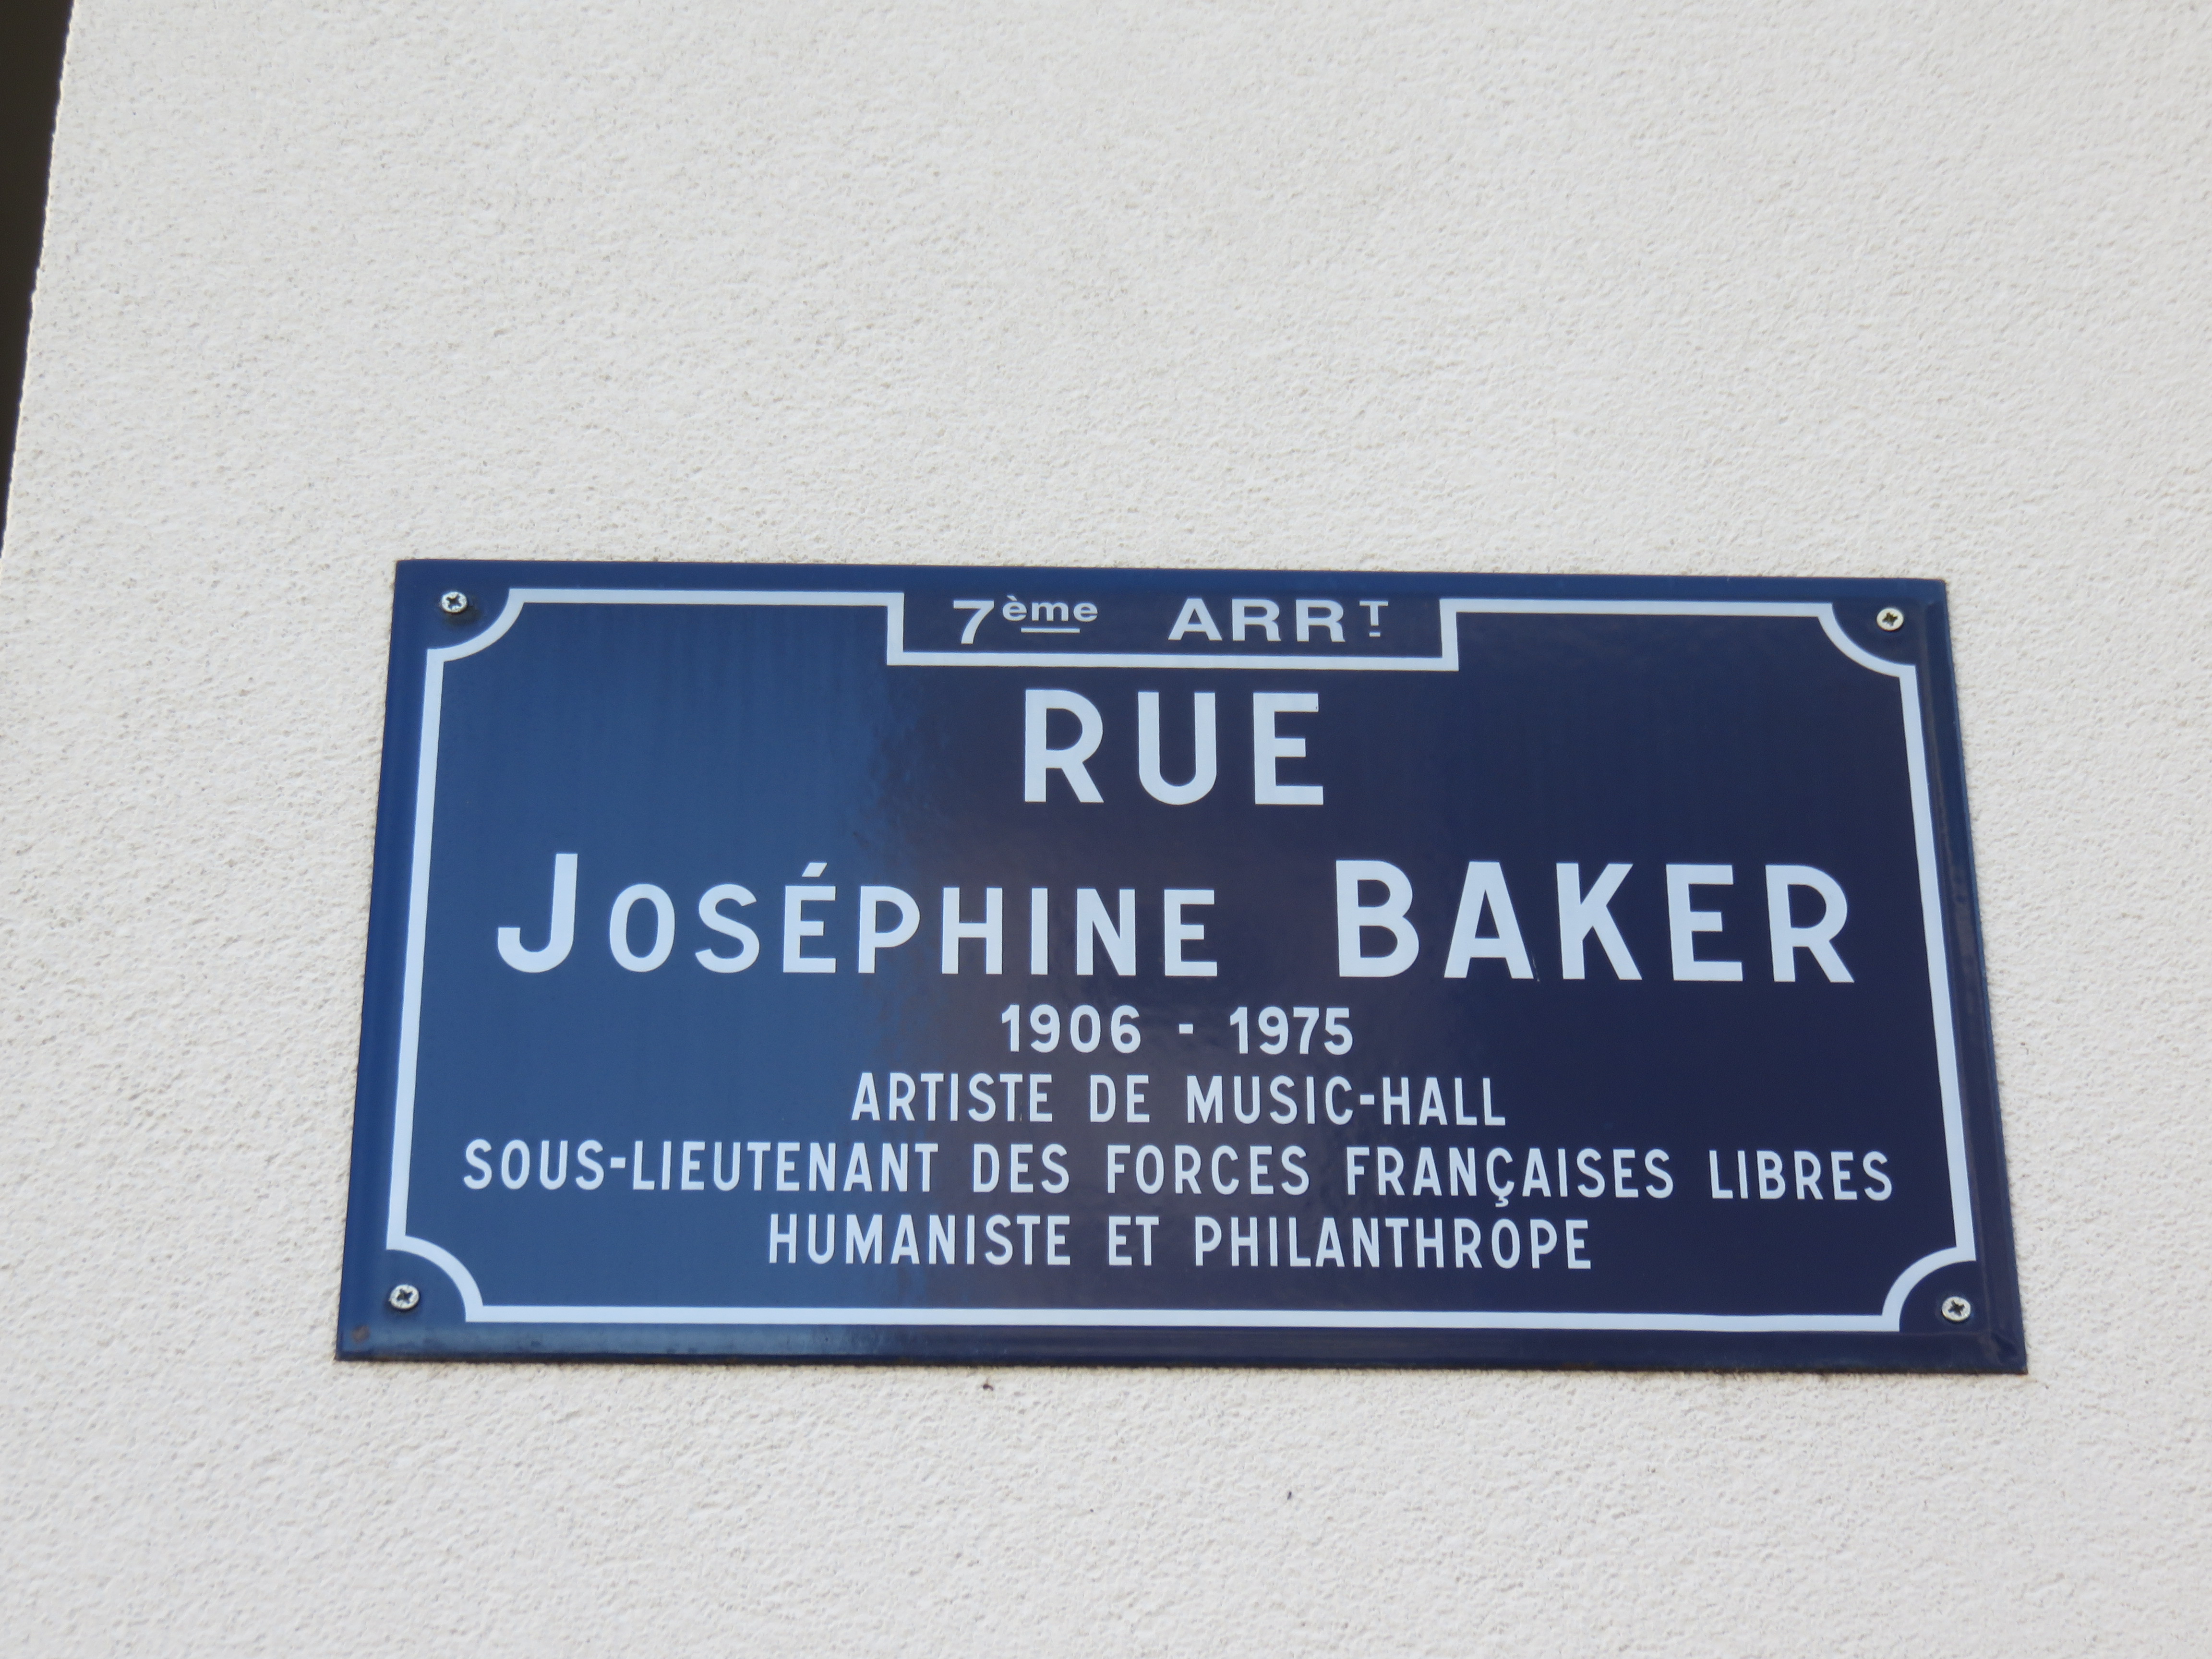 7ème ARRT
RUE
JOSÉPHINE BAKER
1906 - 1975
ARTISTE DE MUSIC-HALL
SOUS-LIEUTENANT DES FORCES FRANÇAISES LIBRES
HUMANISTE ET PHILANTHROPE